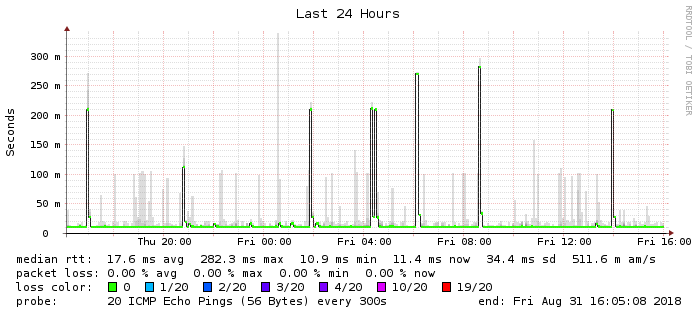 Last 24 Hours
RRDTOOL / TOBI OETIKER
Seconds
300 m
250 m
200 m
150 m
100 m
50 m
0
Thu 20:00 Fri 00:00 Fri 04:00 Fri 08:00 Fri 12:00 Fri 16:00
median rtt: 17.6 ms avg 282.3 ms max 10.9 ms min 11.4 ms now 34.4 ms sd 511.6 m am/s
packet loss: 0.00 % avg 0.00 % max 0.00 % min 0.00 % now
loss color: 0 1/20 2/20 3/20 4/20 10/20 19/20
probe: 20 ICMP Echo Pings (56 Bytes) every 300s end: Fri Aug 31 16:05:08 2018